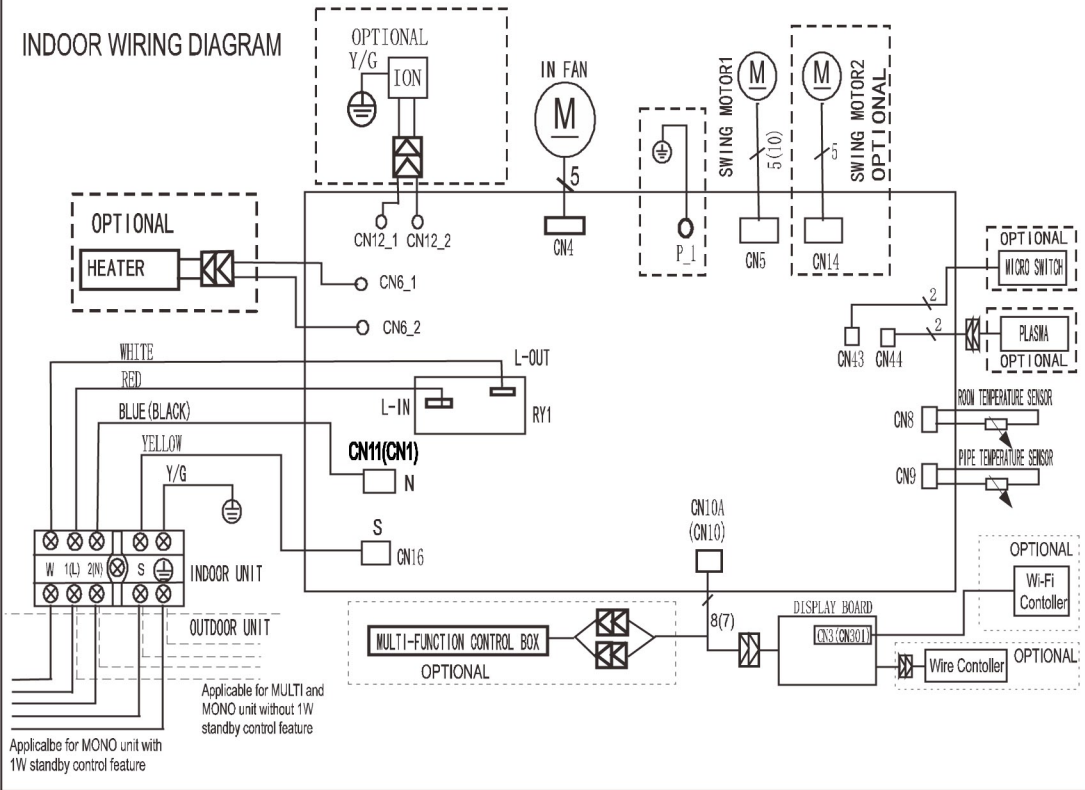 INDOOR WIRING DIAGRAM
OPTIONAL
Y/G
ION
IN FAN
M
5
CN4
CN12_1
CN12_2
P_1
SWING MOTOR1
M
5(10)
CN5
M
5
SWING MOTOR2
OPTIONAL
CN14
OPTIONAL
HEATER
CN6_1
CN6_2
OPTIONAL
MICRO SWITCH
2
CN43
2
CN44
PLASMA
OPTIONAL
WHITE
RED
BLUE(BLACK)
YELLOW
Y/G
L-OUT
L-IN
RY1
CN11(CN1)
N
S
CN16
CN8
ROOM TEMPERATURE SENSOR
CN9
PIPE TEMPERATURE SENSOR
CN10A
(CN10)
8(7)
W
1(L)
2(N)
S
INDOOR UNIT
OUTDOOR UNIT
MULTI-FUNCTION CONTROL BOX
OPTIONAL
DISPLAY BOARD
CN3(CN301)
OPTIONAL
Wi-Fi
Contoller
Wire Contoller
OPTIONAL
Applicable for MULTI and
MONO unit without 1W
standby control feature
Applicalbe for MONO unit with
1W standby control feature